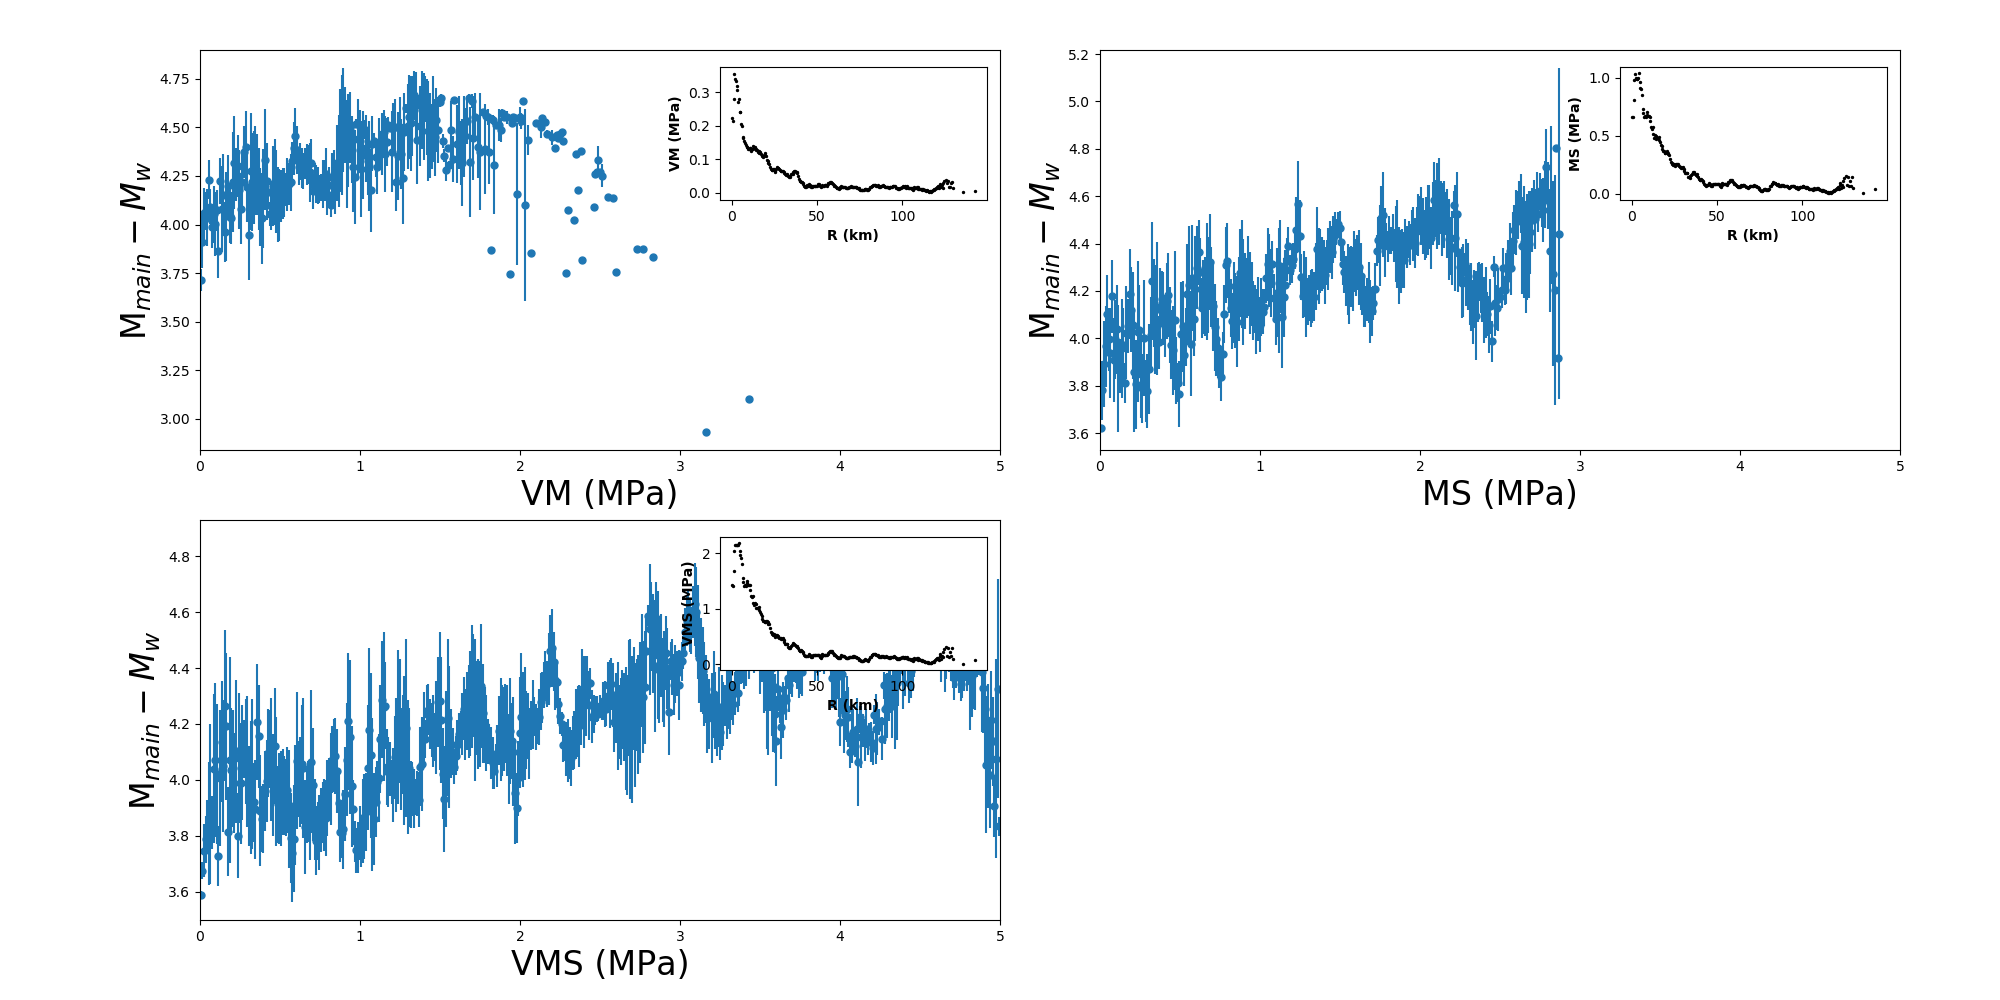 4.75
4.50
4.25
4.00
3.75
3.50
3.25
3.00
M_main − M_w
0 1 2 3 4 5
VM (MPa)
0.3
0.2
0.1
0.0
VM (MPa)
0 50 100
R (km)
5.2
5.0
4.8
4.6
4.4
4.2
4.0
3.8
3.6
M_main − M_w
0 1 2 3 4 5
MS (MPa)
1.0
0.5
0.0
MS (MPa)
0 50 100
R (km)
4.8
4.6
4.4
4.2
4.0
3.8
3.6
M_main − M_w
0 1 2 3 4 5
VMS (MPa)
2
1
0
VMS (MPa)
0 50 100
R (km)